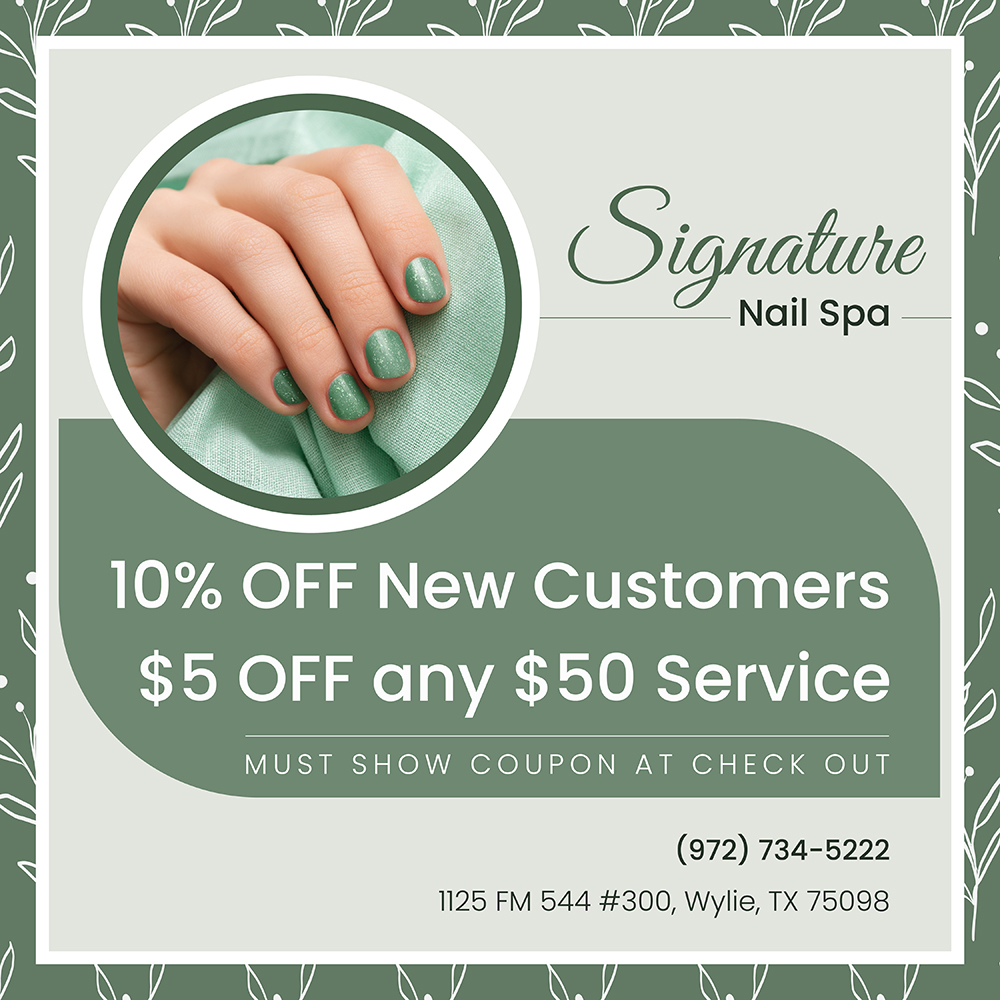 Signature
Nail Spa
10% OFF New Customers
$5 OFF any $50 Service
MUST SHOW COUPON AT CHECK OUT
(972) 734-5222
1125 FM 544 #300, Wylie, TX 75098